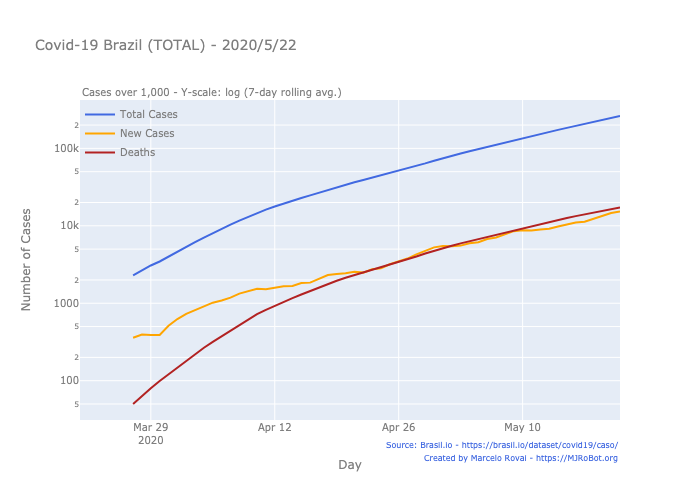 Covid-19 Brazil (TOTAL) - 2020/5/22
Cases over 1,000 - Y-scale: log (7-day rolling avg.)
Total Cases
New Cases
Deaths
2
100k
5
2
10k
5
2
1000
5
2
100
5
Number of Cases
Mar 29
2020
Apr 12
Apr 26
May 10
Day
Source: Brasil.io - https://brasil.io/dataset/covid19/caso/
Created by Marcelo Rovai - https://MJRoBot.org